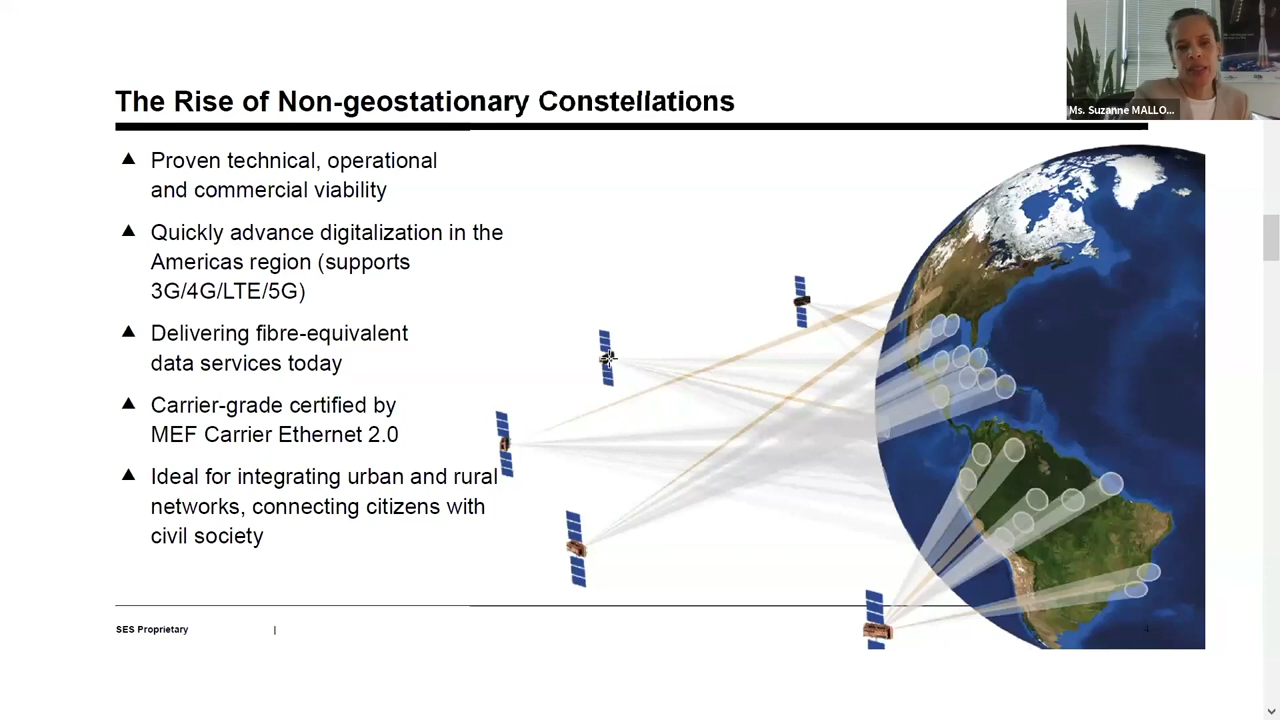 The Rise of Non-geostationary Constellations
Ms. Suzanne MALLO...
Proven technical, operational
and commercial viability
Quickly advance digitalization in the
Americas region (supports
3G/4G/LTE/5G)
Delivering fibre-equivalent
data services today
Carrier-grade certified by
MEF Carrier Ethernet 2.0
Ideal for integrating urban and rural
networks, connecting citizens with
civil society
SES Proprietary |